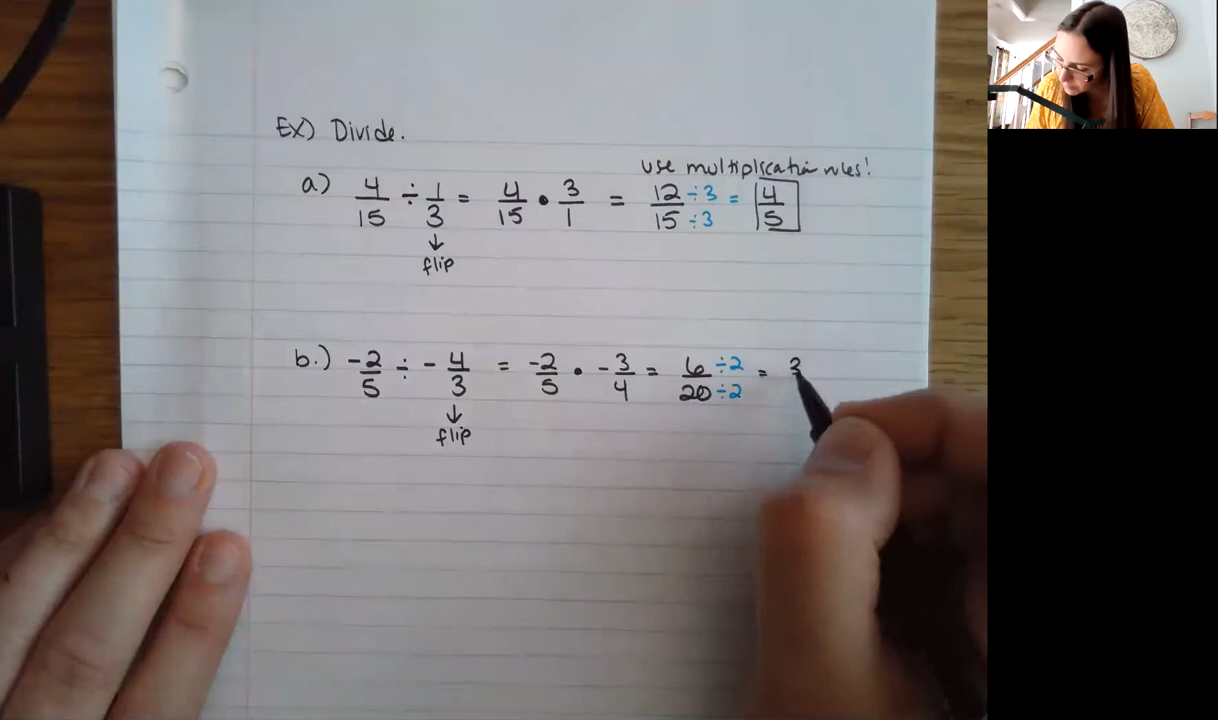 Ex) Divide.
use multiplication rules!
a) 4/15 ÷ 1/3 = 4/15 • 3/1 = 12/15 ÷3/÷3 = 4/5
↓
flip
b.) -2/5 ÷ - 4/3 = -2/5 • - 3/4 = 6/20 ÷2/÷2 = 3
↓
flip